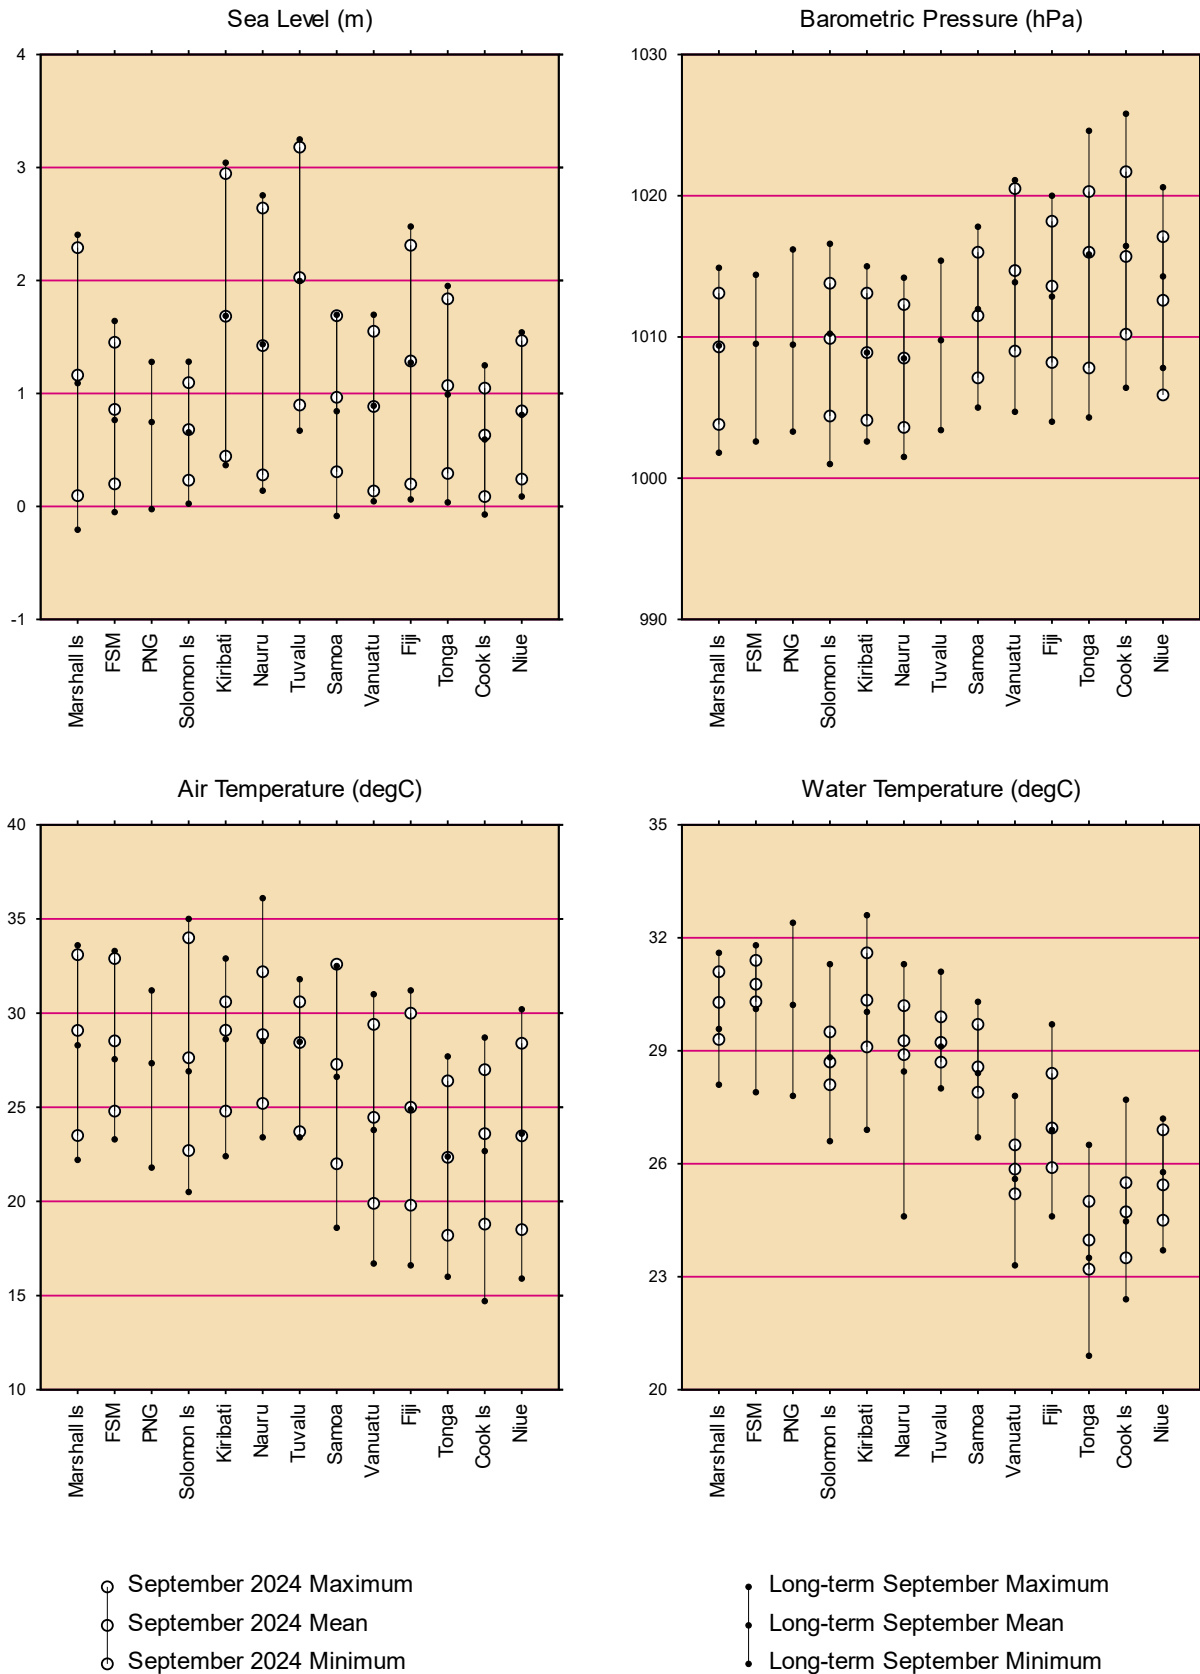 Sea Level (m)
4
3
2
1
0
-1
Marshall Is
FSM
PNG
Solomon Is
Kiribati
Nauru
Tuvalu
Samoa
Vanuatu
Fiji
Tonga
Cook Is
Niue
Barometric Pressure (hPa)
1030
1020
1010
1000
990
Marshall Is
FSM
PNG
Solomon Is
Kiribati
Nauru
Tuvalu
Samoa
Vanuatu
Fiji
Tonga
Cook Is
Niue
Air Temperature (degC)
40
35
30
25
20
15
10
Marshall Is
FSM
PNG
Solomon Is
Kiribati
Nauru
Tuvalu
Samoa
Vanuatu
Fiji
Tonga
Cook Is
Niue
Water Temperature (degC)
35
32
29
26
23
20
Marshall Is
FSM
PNG
Solomon Is
Kiribati
Nauru
Tuvalu
Samoa
Vanuatu
Fiji
Tonga
Cook Is
Niue
September 2024 Maximum
September 2024 Mean
September 2024 Minimum
Long-term September Maximum
Long-term September Mean
Long-term September Minimum